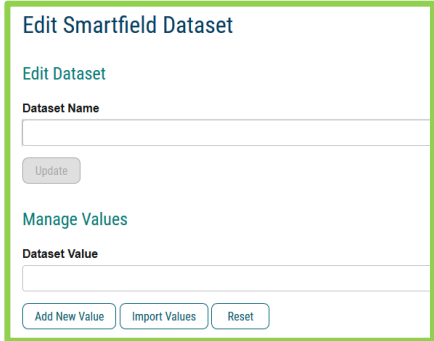 Edit Smartfield Dataset
Edit Dataset
Dataset Name
Update
Manage Values
Dataset Value
Add New Value Import Values Reset